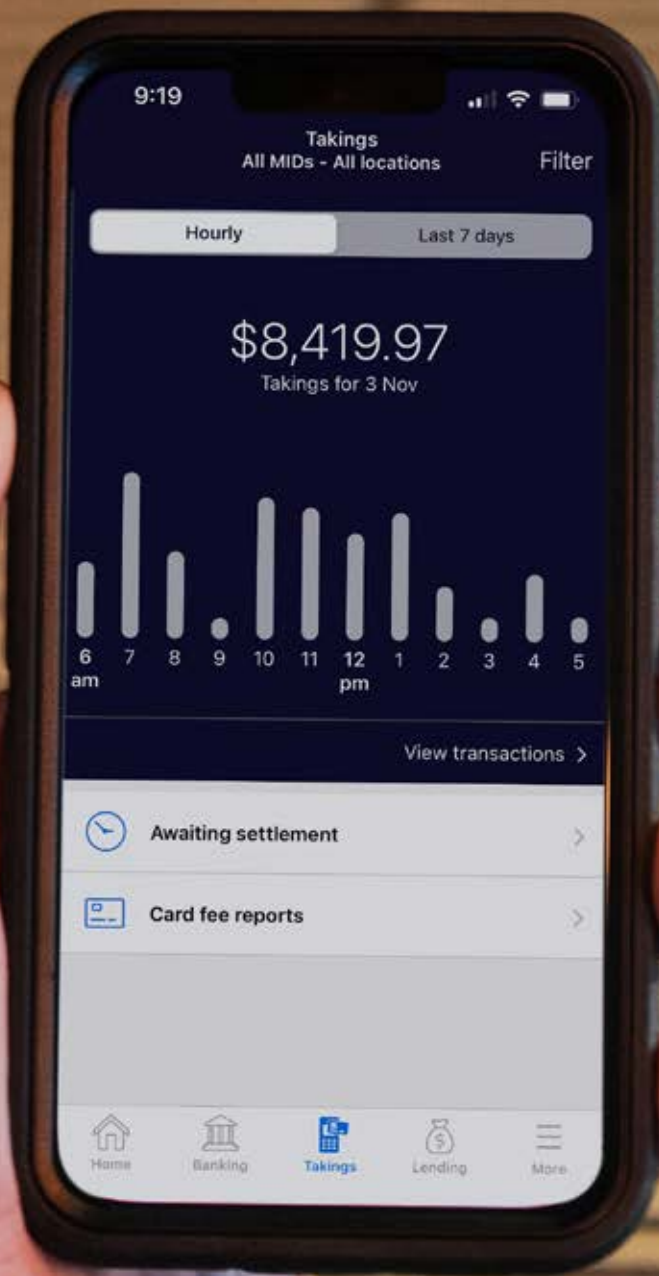 9:19
Takings
All MIDs - All locations
Filter
Hourly
Last 7 days
$8,419.97
Takings for 3 Nov
6 7 8 9 10 11 12 1 2 3 4 5
am pm
View transactions >
Awaiting settlement
Card fee reports
Home Banking Takings Lending More